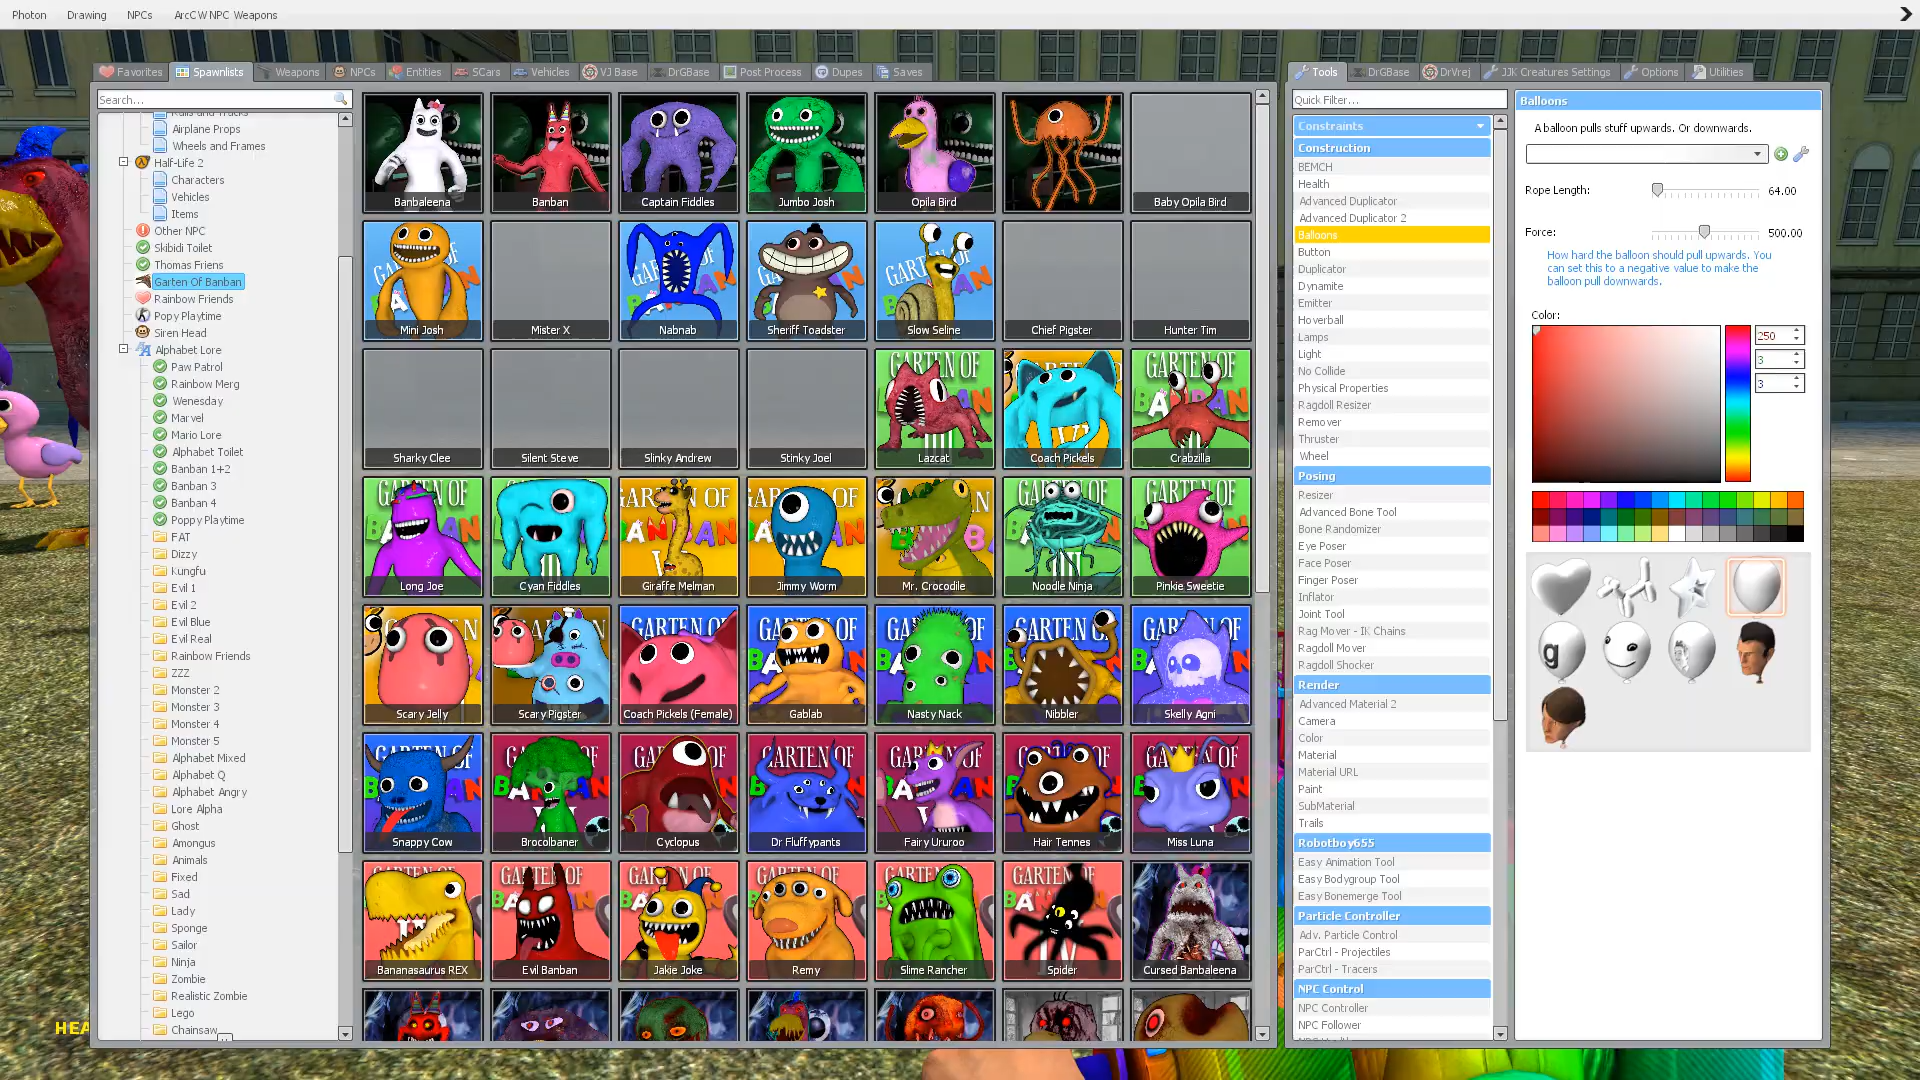 Photon Drawing NPCs ArcCW NPC Weapons
Favorites Spawnlists Weapons NPCs Entities SCars Vehicles VJ Base DrGBase Post Process Dupes Saves
Search...
Airplane Props
Wheels and Frames
Half-Life 2
Characters
Vehicles
Items
Other NPC
Skibidi Toilet
Thomas Friens
Garten Of Banban
Rainbow Friends
Popy Playtime
Siren Head
Alphabet Lore
Paw Patrol
Rainbow Merg
Wenesday
Marvel
Mario Lore
Alphabet Toilet
Banban 1+2
Banban 3
Banban 4
Poppy Playtime
FAT
Dizzy
Kungfu
Evil 1
Evil 2
Evil Blue
Evil Real
Rainbow Friends
ZZZ
Monster 2
Monster 3
Monster 4
Monster 5
Alphabet Mixed
Alphabet Q
Alphabet Angry
Lore Alpha
Ghost
Amongus
Animals
Fixed
Sad
Lady
Sponge
Sailor
Ninja
Zombie
Realistic Zombie
Lego
Chainsaw
HEA
Banbaleena Banban Captain Fiddles Jumbo Josh Opila Bird Baby Opila Bird
Mini Josh Mister X Nabnab Sheriff Toadster Slow Seline Chief Pigster Hunter Tim
Sharky Clee Silent Steve Slinky Andrew Stinky Joel Lazcat Coach Pickels Crabzilla
Long Joe Cyan Fiddles Giraffe Melman Jimmy Worm Mr. Crocodile Noodle Ninja Pinkie Sweetie
Scary Jelly Scary Pigster Coach Pickels (Female) Gablab Nasty Nack Nibbler Skelly Agni
Snappy Cow Brocolbaner Cyclopus Dr Fluffypants Fairy Ururoo Hair Tennes Miss Luna
Bananasaurus REX Evil Banban Jakie Joke Remy Slime Rancher Spider Cursed Banbaleena
Tools DrGBase DrVrej JJK Creatures Settings Options Utilities
Quick Filter...
Constraints
Construction
BEMCH
Health
Advanced Duplicator
Advanced Duplicator 2
Balloons
Button
Duplicator
Dynamite
Emitter
Hoverball
Lamps
Light
No Collide
Physical Properties
Ragdoll Resizer
Remover
Thruster
Wheel
Posing
Resizer
Advanced Bone Tool
Bone Randomizer
Eye Poser
Face Poser
Finger Poser
Inflator
Joint Tool
Rag Mover - IK Chains
Ragdoll Mover
Ragdoll Shocker
Render
Advanced Material 2
Camera
Color
Material
Material URL
Paint
SubMaterial
Trails
Robotboy655
Easy Animation Tool
Easy Bodygroup Tool
Easy Bonemerge Tool
Particle Controller
Adv. Particle Control
ParCtrl - Projectiles
ParCtrl - Tracers
NPC Control
NPC Controller
NPC Follower
Balloons
A balloon pulls stuff upwards. Or downwards.
Rope Length: 64.00
Force: 500.00
How hard the balloon should pull upwards. You
can set this to a negative value to make the
balloon pull downwards.
Color:
250
3
3